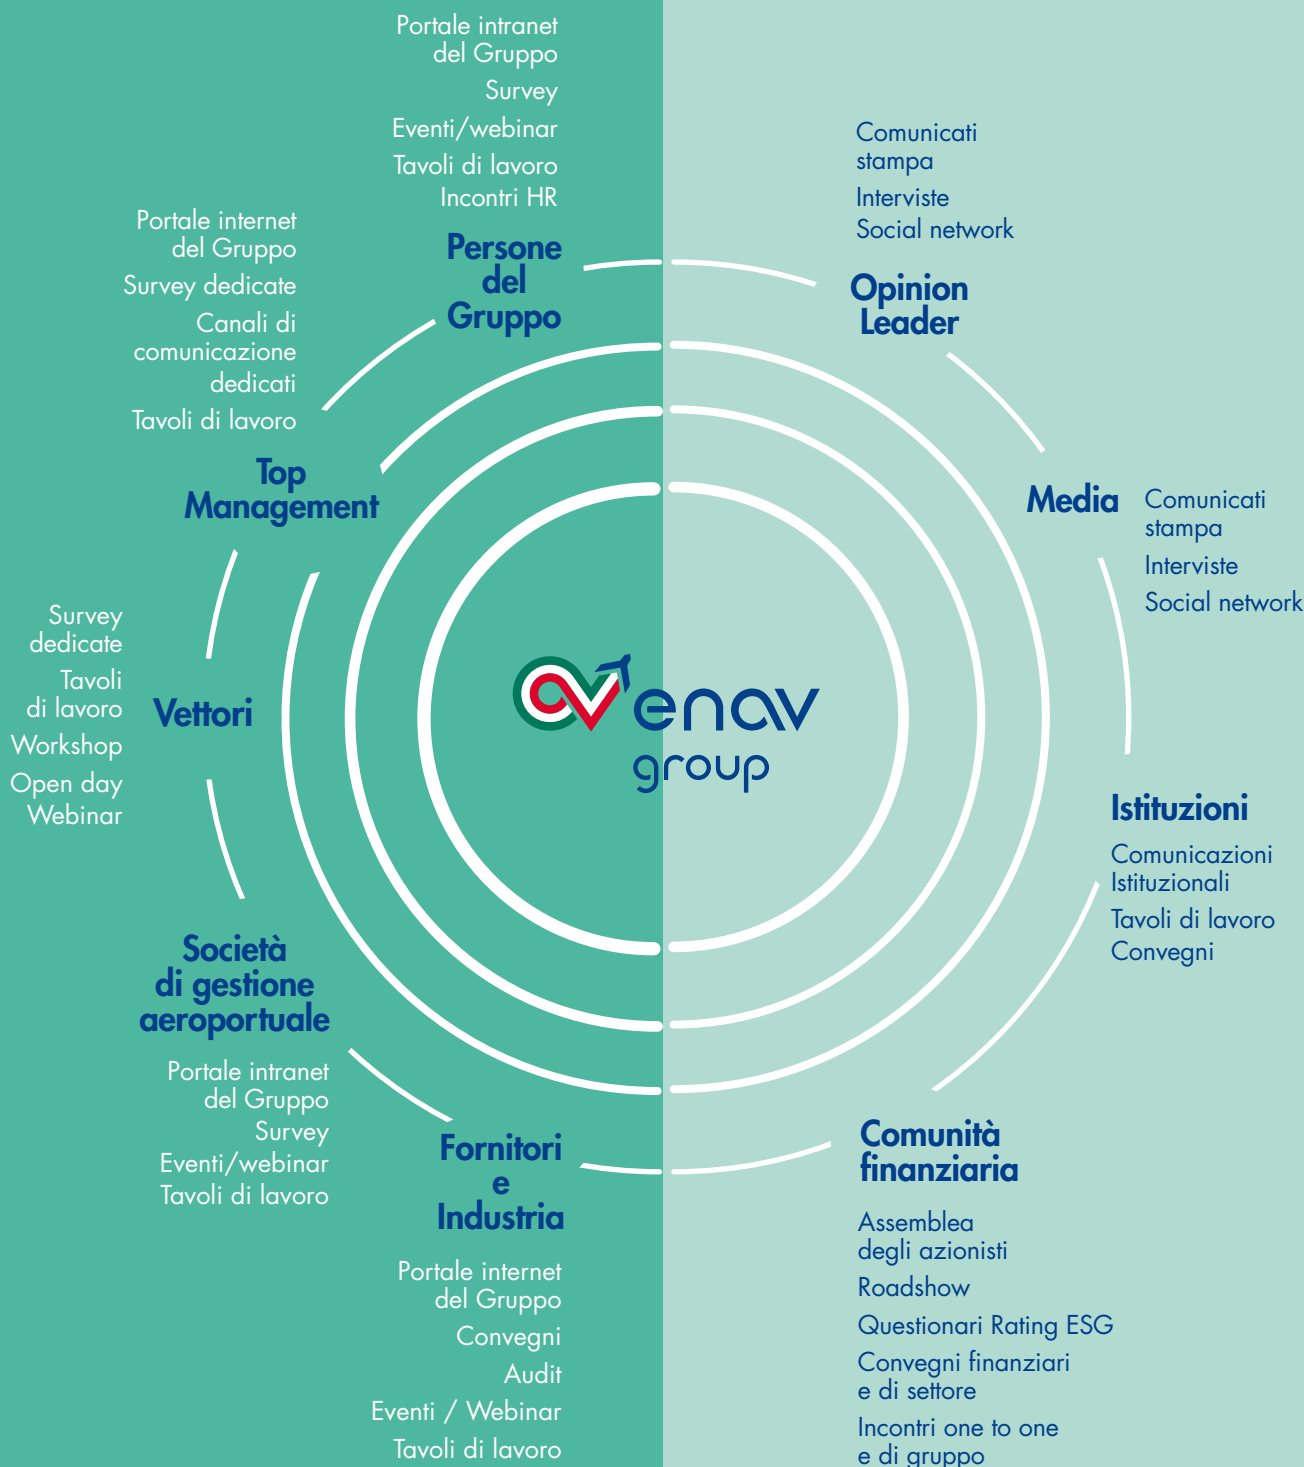 Portale intranet
del Gruppo
Survey
Eventi/webinar
Tavoli di lavoro
Incontri HR
Persone
del
Gruppo
Portale internet
del Gruppo
Survey dedicate
Canali di
comunicazione
dedicati
Tavoli di lavoro
Top
Management
Survey
dedicate
Tavoli
di lavoro
Workshop
Open day
Webinar
Vettori
Società
di gestione
aeroportuale
Portale intranet
del Gruppo
Survey
Eventi/webinar
Tavoli di lavoro
Fornitori
e
Industria
Portale internet
del Gruppo
Convegni
Audit
Eventi / Webinar
Tavoli di lavoro
enav
group
Comunicati
stampa
Interviste
Social network
Opinion
Leader
Media
Comunicati
stampa
Interviste
Social network
Istituzioni
Comunicazioni
Istituzionali
Tavoli di lavoro
Convegni
Comunità
finanziaria
Assemblea
degli azionisti
Roadshow
Questionari Rating ESG
Convegni finanziari
e di settore
Incontri one to one
e di gruppo